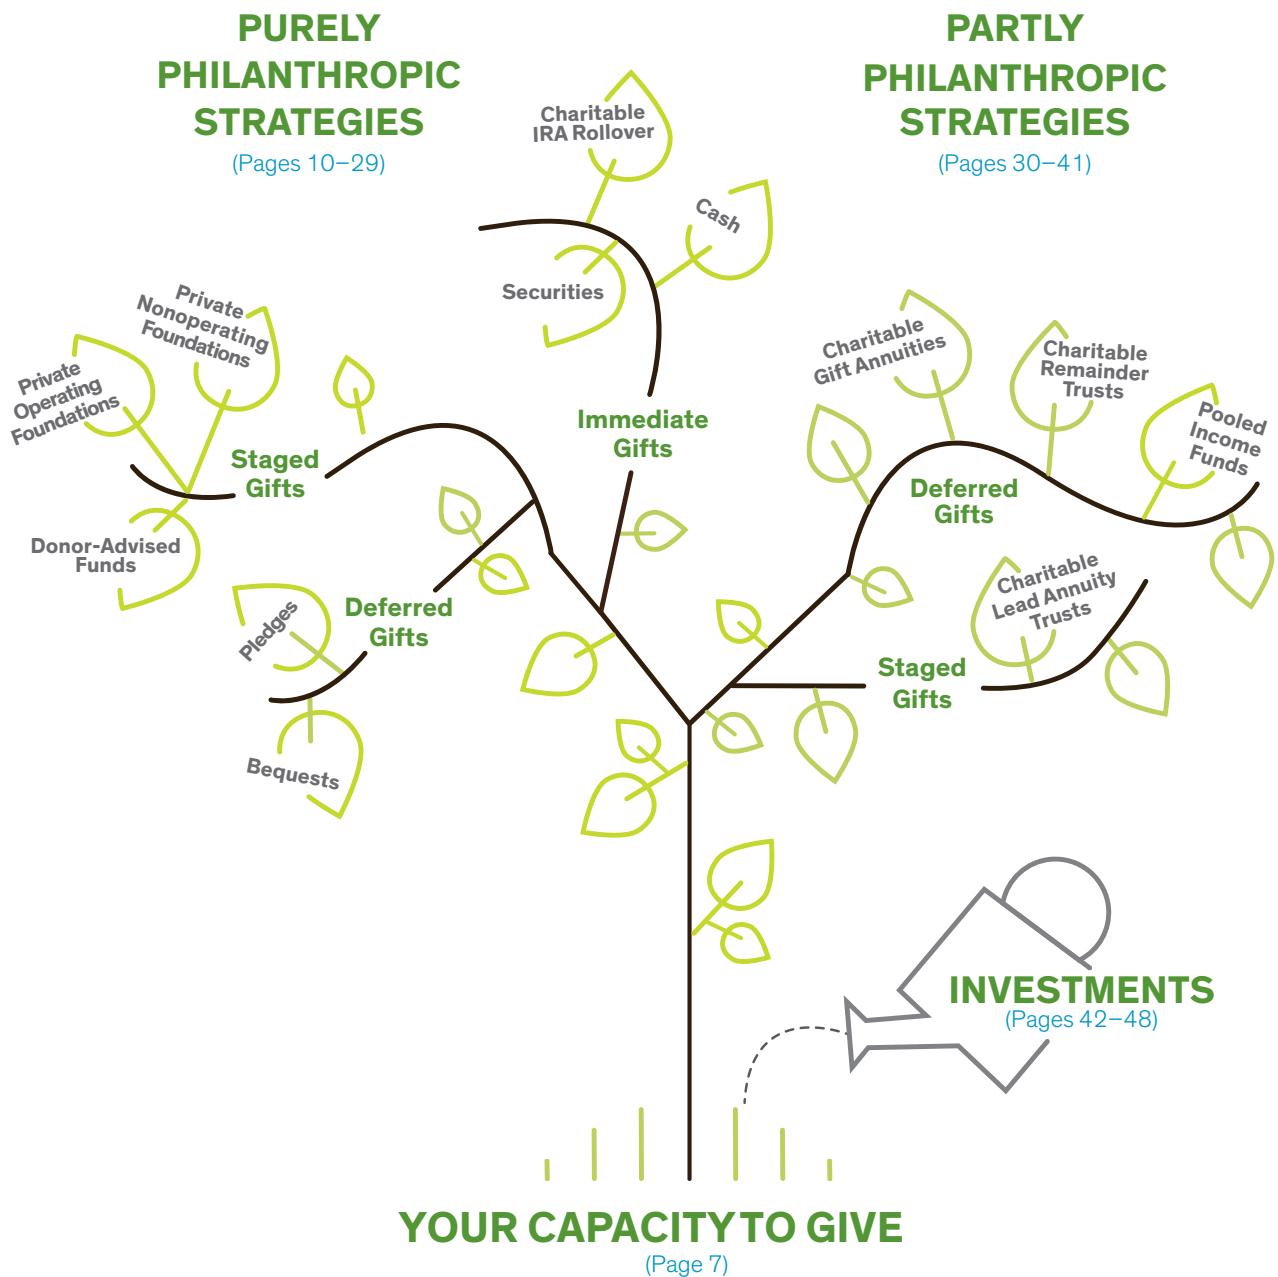 PURELY
PHILANTHROPIC
STRATEGIES
(Pages 10–29)
PARTLY
PHILANTHROPIC
STRATEGIES
(Pages 30–41)
Charitable
IRA Rollover
Cash
Securities
Immediate
Gifts
Private
Nonoperating
Foundations
Private
Operating
Foundations
Staged
Gifts
Donor-Advised
Funds
Pledges
Deferred
Gifts
Bequests
Charitable
Gift Annuities
Charitable
Remainder
Trusts
Pooled
Income
Funds
Deferred
Gifts
Charitable
Lead Annuity
Trusts
Staged
Gifts
INVESTMENTS
(Pages 42–48)
YOUR CAPACITY TO GIVE
(Page 7)